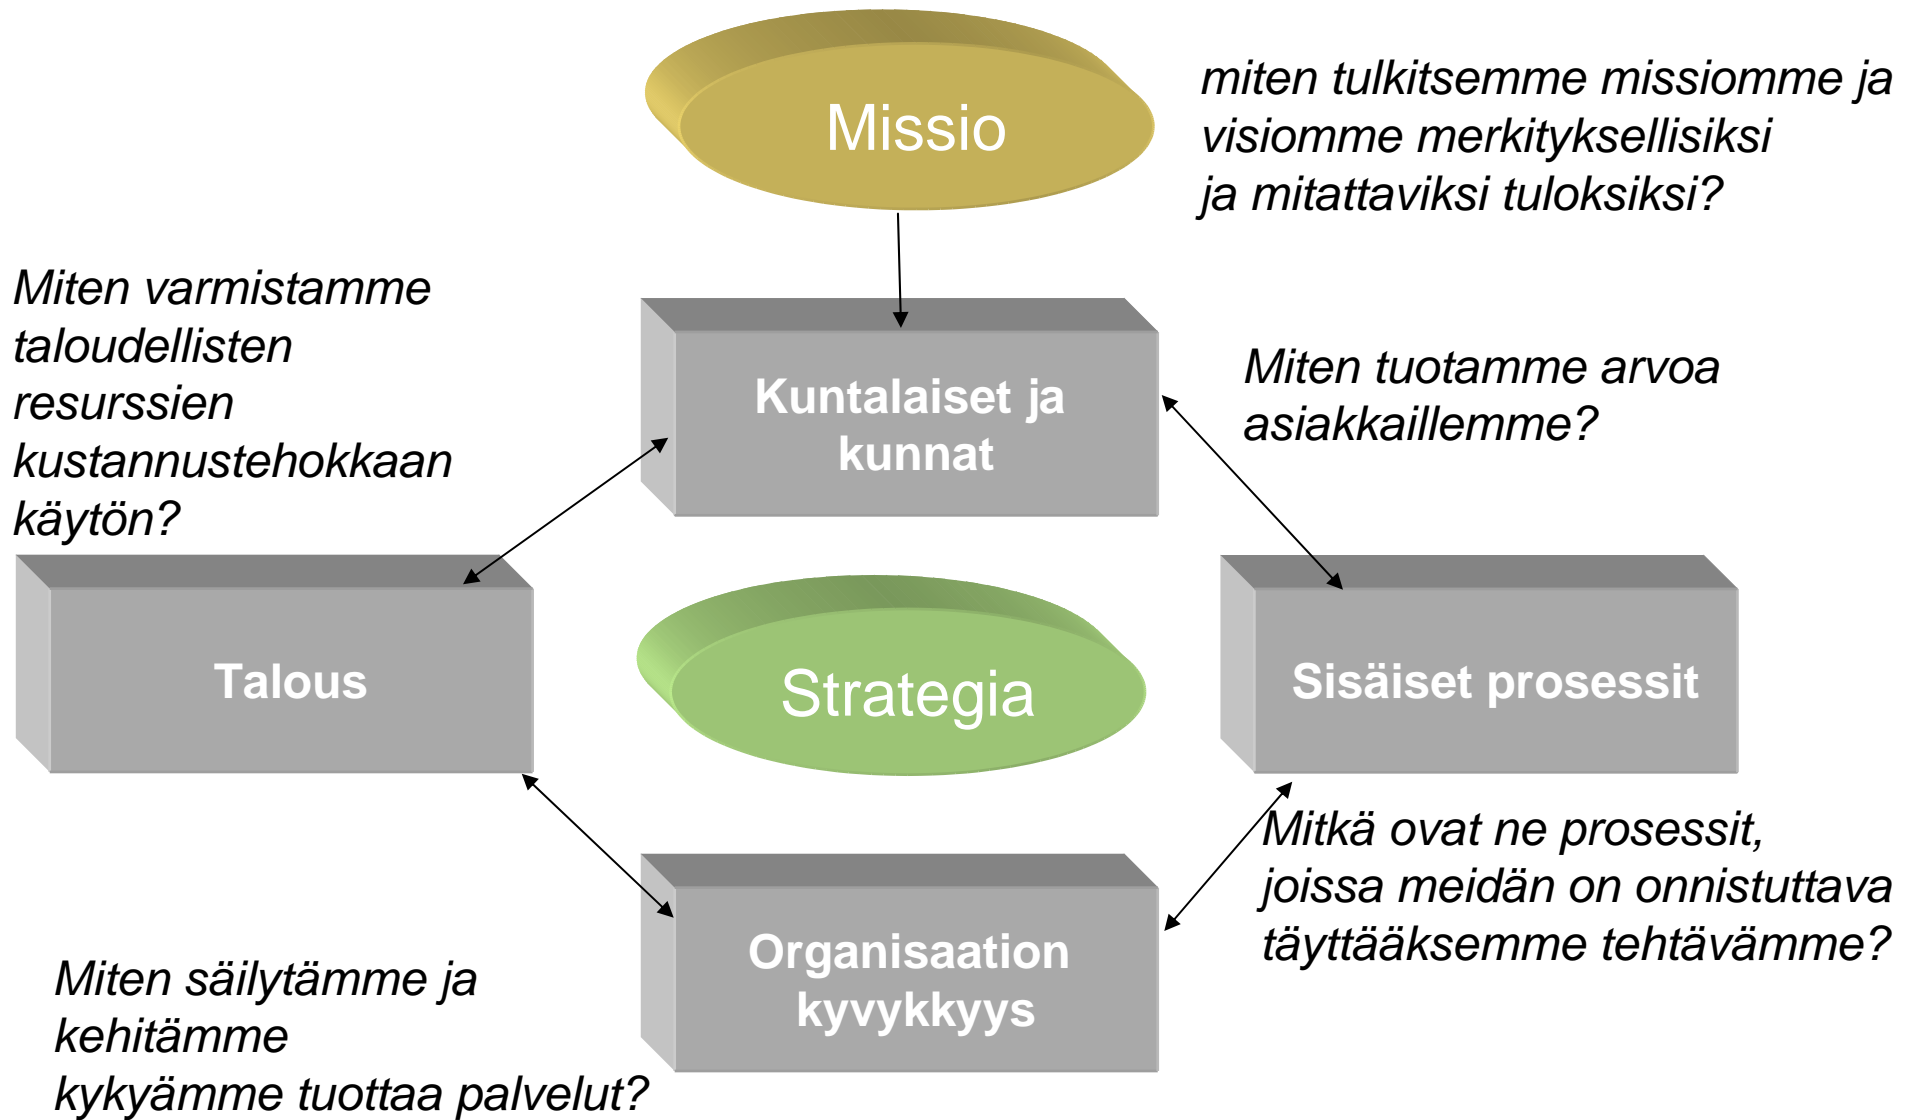 Missio
miten tulkitsemme missiomme ja
visiomme merkityksellisiksi
ja mitattaviksi tuloksiksi?
Miten varmistamme
taloudellisten
resurssien
kustannustehokkaan
käytön?
Kuntalaiset ja
kunnat
Miten tuotamme arvoa
asiakkaillemme?
Talous
Strategia
Sisäiset prosessit
Mitkä ovat ne prosessit,
joissa meidän on onnistuttava
täyttääksemme tehtävämme?
Organisaation
kyvykkyys
Miten säilytämme ja
kehitämme
kykyämme tuottaa palvelut?